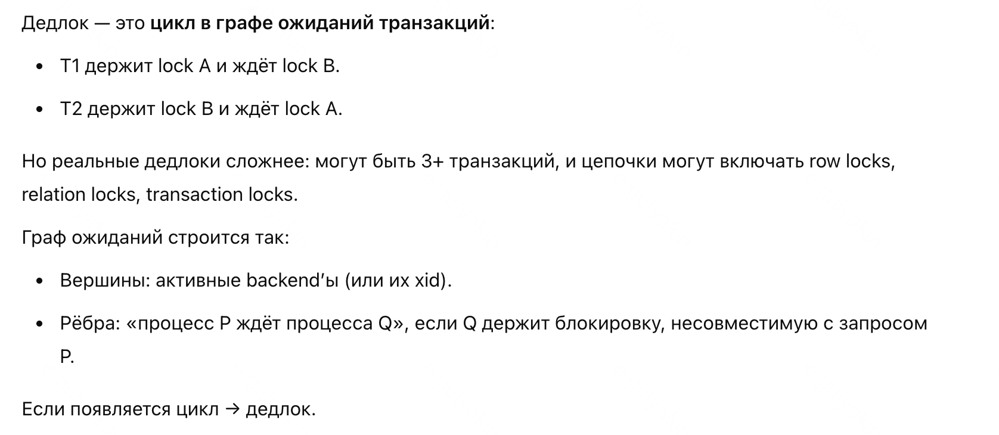 Дедлок — это цикл в графе ожиданий транзакций:
• T1 держит lock A и ждёт lock B.
• T2 держит lock B и ждёт lock A.
Но реальные дедлоки сложнее: могут быть 3+ транзакций, и цепочки могут включать row locks,
relation locks, transaction locks.
Граф ожиданий строится так:
• Вершины: активные backend’ы (или их xid).
• Рёбра: «процесс P ждёт процесса Q», если Q держит блокировку, несовместимую с запросом
P.
Если появляется цикл → дедлок.